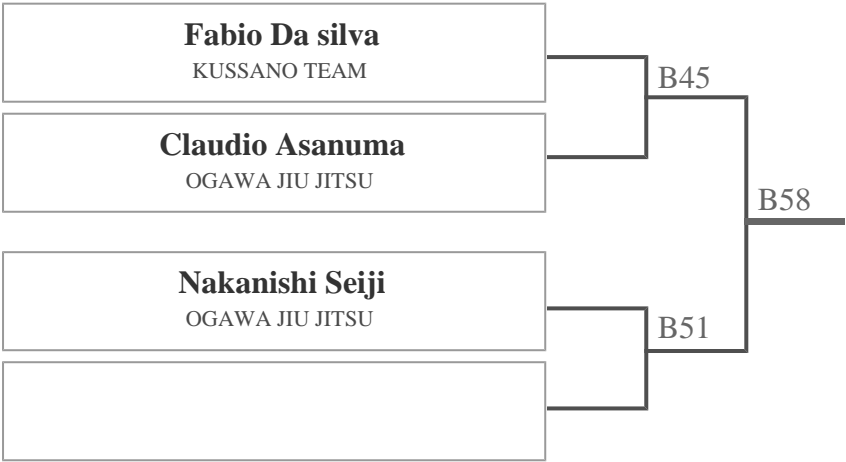 Fabio Da silva
KUSSANO TEAM
B45
Claudio Asanuma
OGAWA JIU JITSU
B58
Nakanishi Seiji
OGAWA JIU JITSU
B51